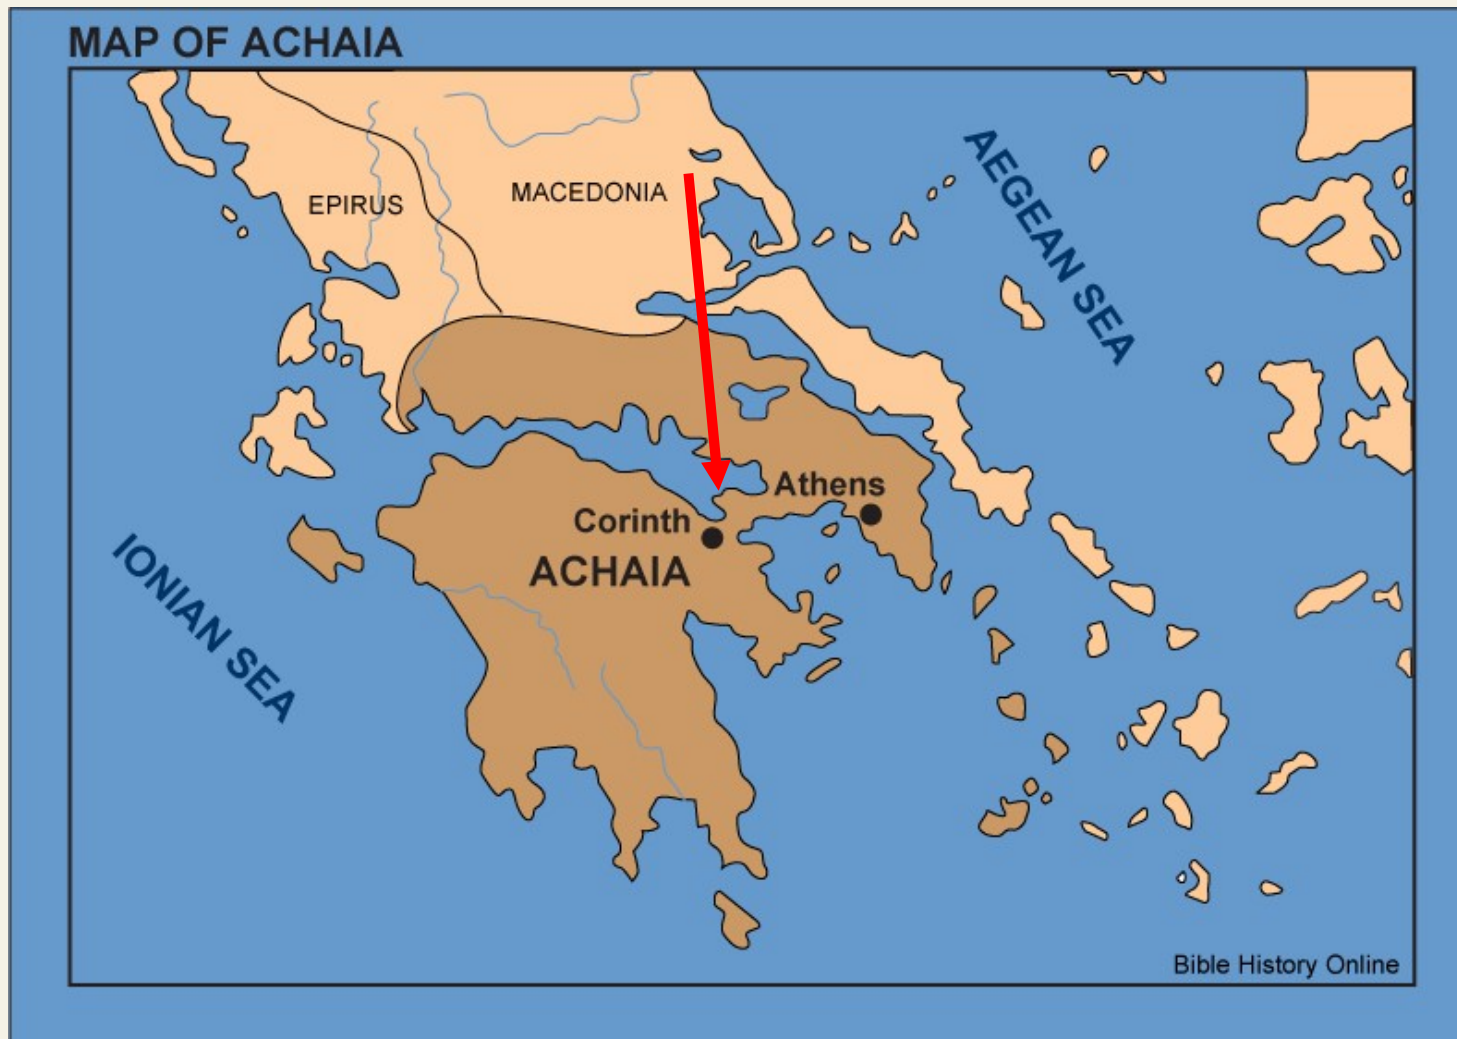 MAP OF ACHAIA
EPIRUS
MACEDONIA
AEGEAN SEA
Athens
Corinth
ACHAIA
IONIAN SEA
Bible History Online